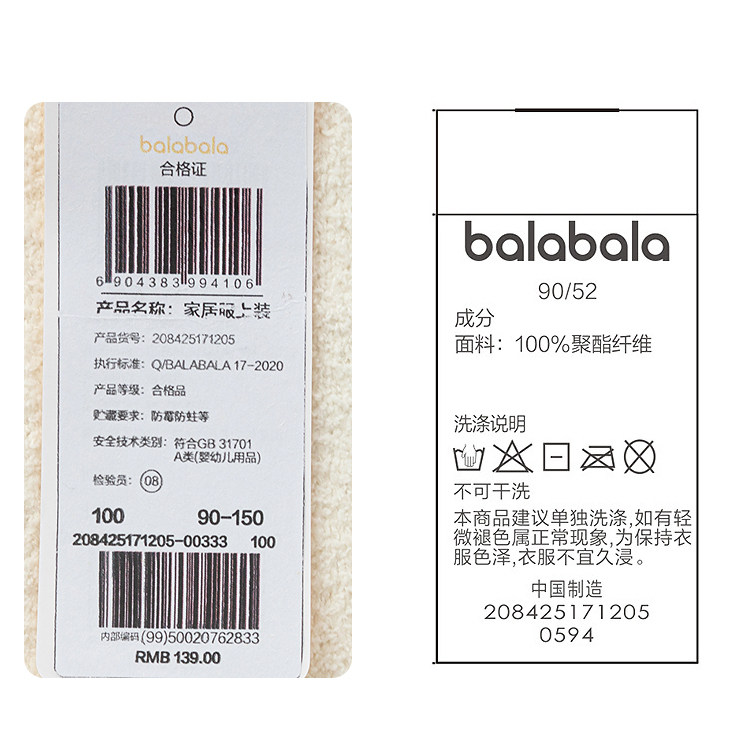 balabala
合格证
6 904383 994106
产品名称：家居服上装
产品货号：208425171205
执行标准：Q/BALABALA 17-2020
产品等级：合格品
贮藏要求：防霉防蛀等
安全技术类别：符合GB 31701
A类(婴幼儿用品)
检验员：08
100 90-150
208425171205-00333 100
内部编码 (99)50020762833
RMB 139.00
balabala
90/52
成分
面料：100%聚酯纤维
洗涤说明
不可干洗
本商品建议单独洗涤,如有轻
微褪色属正常现象,为保持衣
服色泽,衣服不宜久浸。
中国制造
208425171205
0594